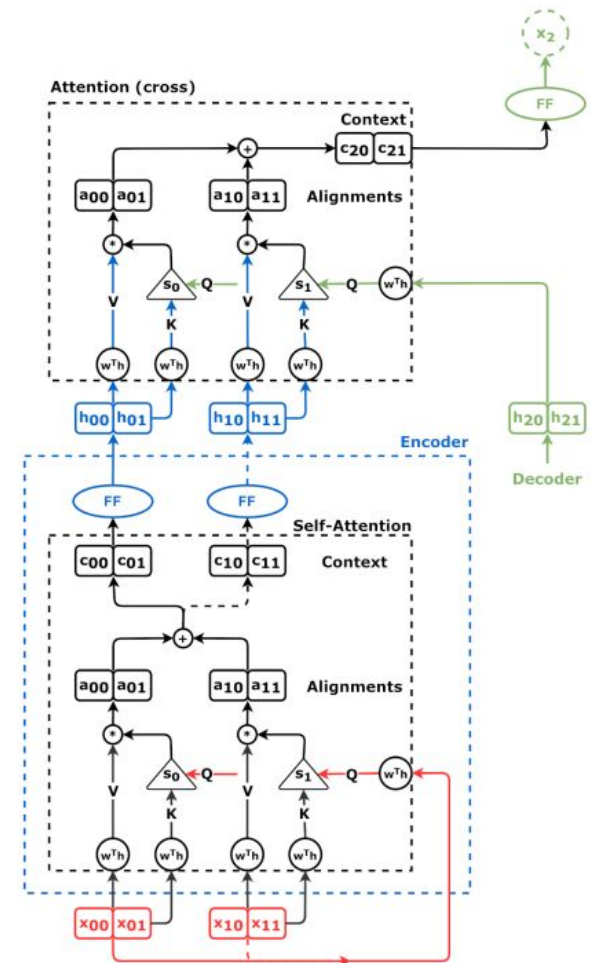 x₂
Attention (cross)
FF
Context
c₂₀ c₂₁
a₀₀ a₀₁ a₁₀ a₁₁ Alignments
* *
s₀ Q s₁ Q wᵀh
V K V K
wᵀh wᵀh wᵀh wᵀh
h₀₀ h₀₁ h₁₀ h₁₁ h₂₀ h₂₁
Encoder
Decoder
FF FF
Self-Attention
c₀₀ c₀₁ c₁₀ c₁₁ Context
+
a₀₀ a₀₁ a₁₀ a₁₁ Alignments
* *
s₀ Q s₁ Q wᵀh
V K V K
wᵀh wᵀh wᵀh wᵀh
x₀₀ x₀₁ x₁₀ x₁₁